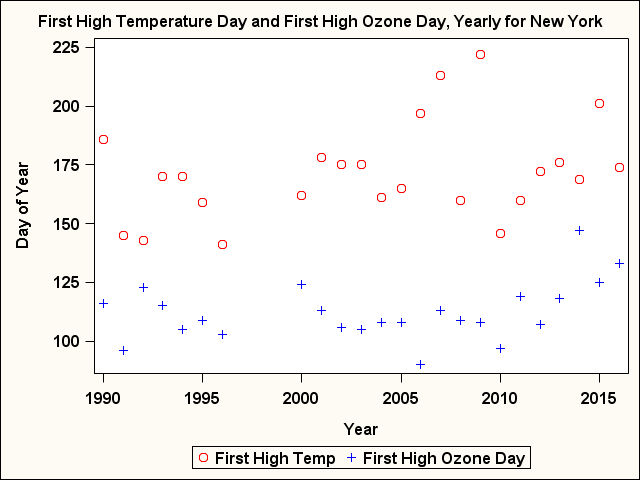 First High Temperature Day and First High Ozone Day, Yearly for New York
225
200
175
150
125
100
Day of Year
1990 1995 2000 2005 2010 2015
Year
First High Temp First High Ozone Day